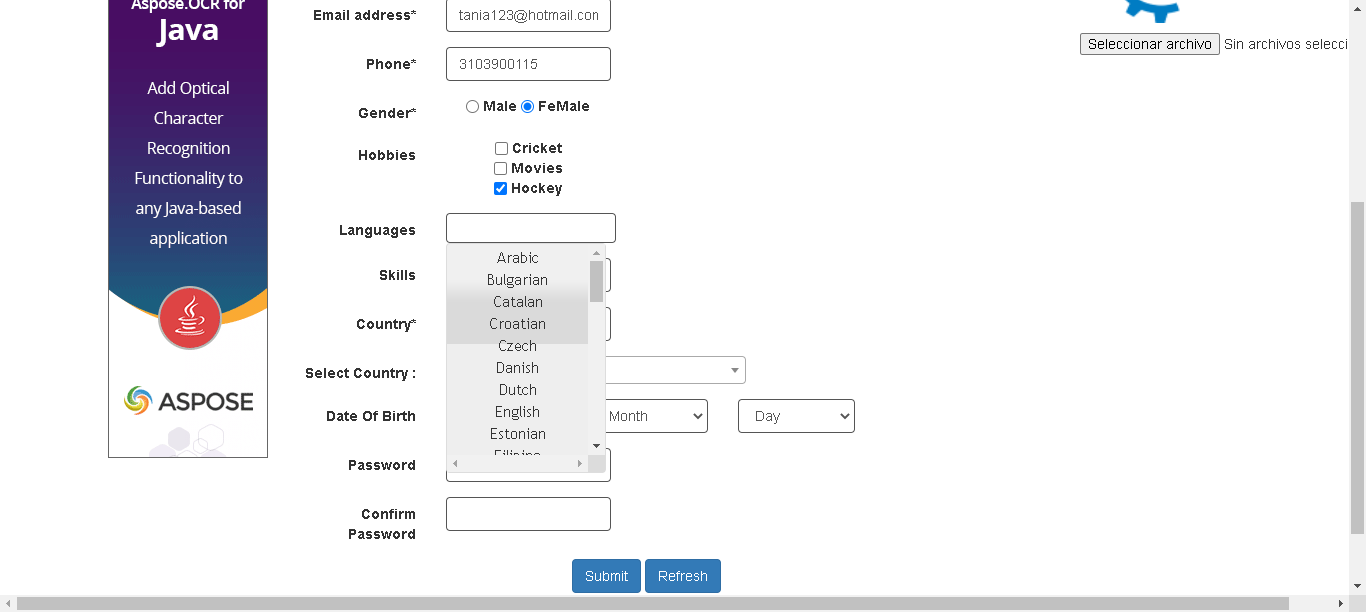 Aspose.OCR for
Java
Add Optical
Character
Recognition
Functionality to
any Java-based
application
ASPOSE
Email address*
tania123@hotmail.con
Phone*
3103900115
Gender*
Male FeMale
Hobbies
Cricket
Movies
Hockey
Languages
Arabic
Bulgarian
Catalan
Croatian
Czech
Danish
Dutch
English
Estonian
Filipino
Skills
Country*
Select Country :
Date Of Birth
Month
Day
Password
Confirm
Password
Submit
Refresh
Seleccionar archivo Sin archivos selecci